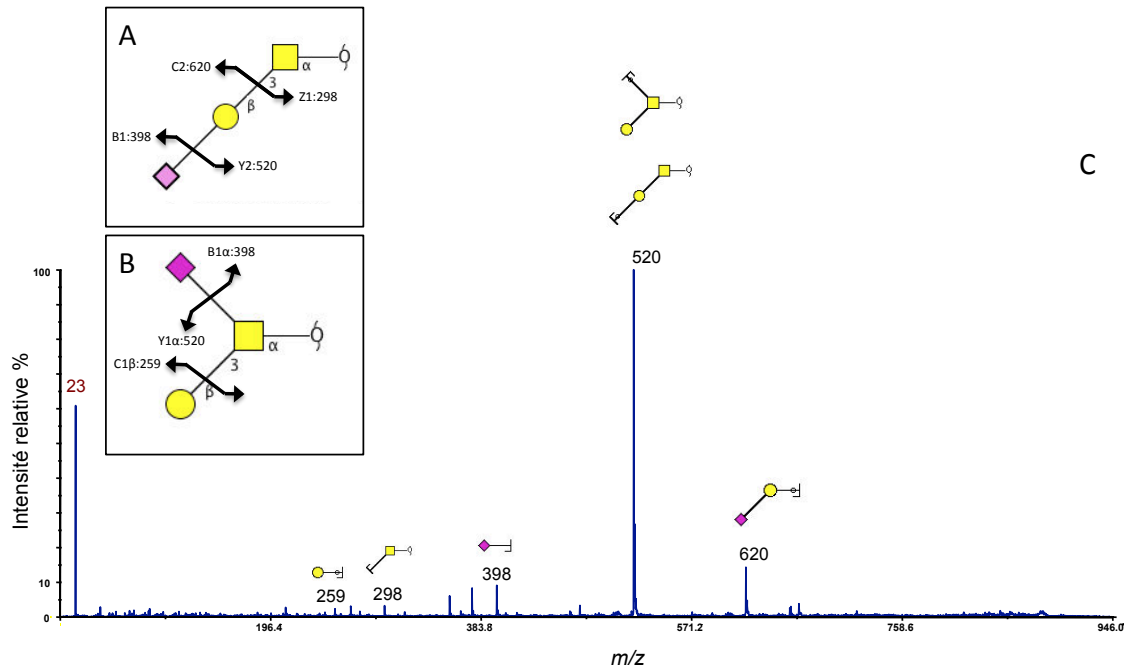 A
C2:620
α
3
Z1:298
β
B1:398
Y2:520
C
B
B1α:398
Y1α:520
α
C1β:259
3
β
100
10
0
Intensité relative %
23
259
298
398
520
620
196.4
383.8
571.2
758.6
946.0
m/z